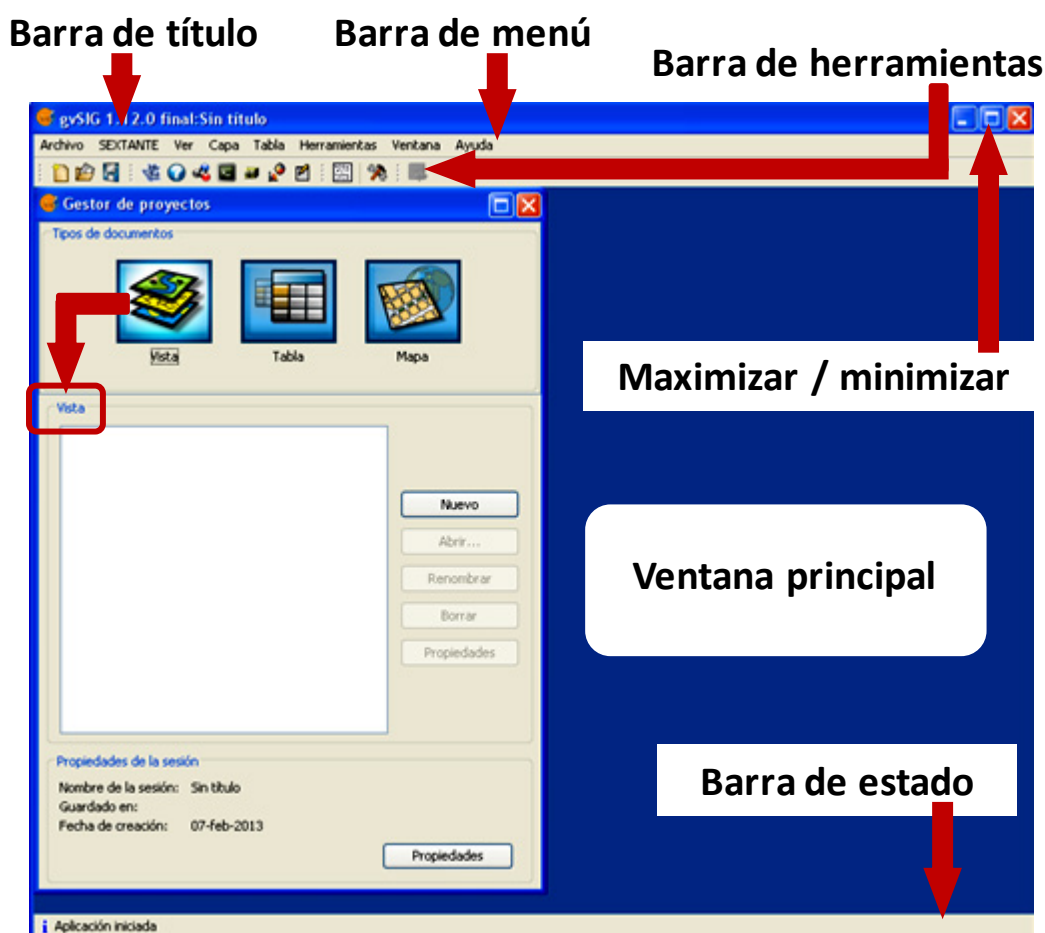 Barra de título
Barra de menú
Barra de herramientas
gvSIG 1.12.0 final:Sin título
Archivo SEXTANTE Ver Capa Tabla Herramientas Ventana Ayuda
Gestor de proyectos
Tipos de documentos
Vista Tabla Mapa
Maximizar / minimizar
Vista
Nuevo
Abrir...
Renombrar
Borrar
Propiedades
Ventana principal
Propiedades de la sesión
Nombre de la sesión: Sin título
Guardado en:
Fecha de creación: 07-feb-2013
Propiedades
Barra de estado
Aplicación iniciada